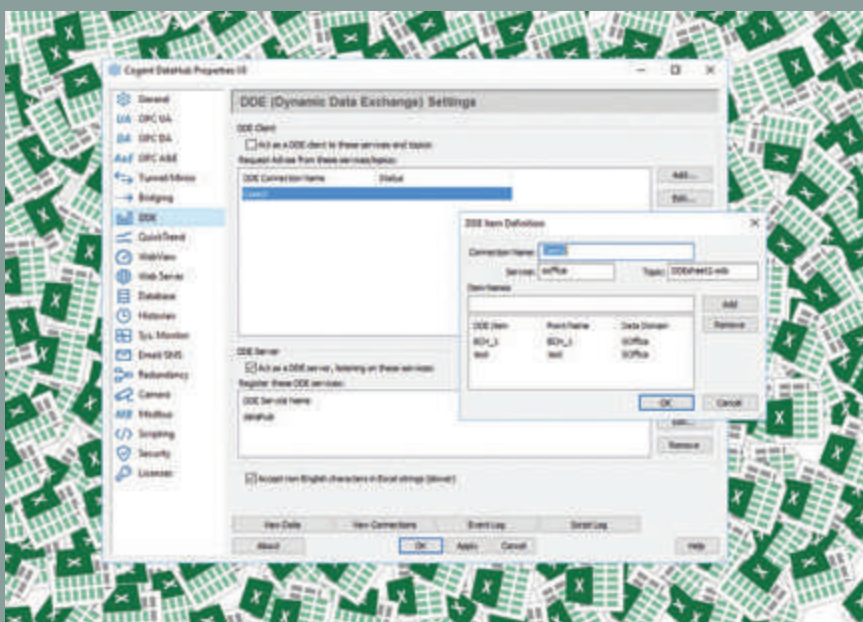 Cogent DataHub Properties
General
UA OPC UA
DA OPC DA
A&E OPC A&E
Tunnel/Mirror
Bridging
DDE
QuickTrend
WebView
Web Server
Database
Historian
Sys. Monitor
Email/SMS
Redundancy
Camera
Modbus
Scripting
Security
Licenses
DDE (Dynamic Data Exchange) Settings
DDE Client
Act as a DDE client to these services and topics
Request Advise from these services/topics:
DDE Connection Name Status
Add...
Edit...
DDE Server
Act as a DDE server, listening on these services:
Register these DDE services:
DDE Service Name
datahub
Edit...
Remove
Accept non-English characters in Excel strings (slower)
View Data View Connections Event Log Script Log
About OK Apply Cancel Help
DDE Item Definition
Connection Name:
Service: soffice Topic:
Item Names:
Add
Remove
DDE Item Point Name Data Domain
test test OOffice
OK Cancel
X